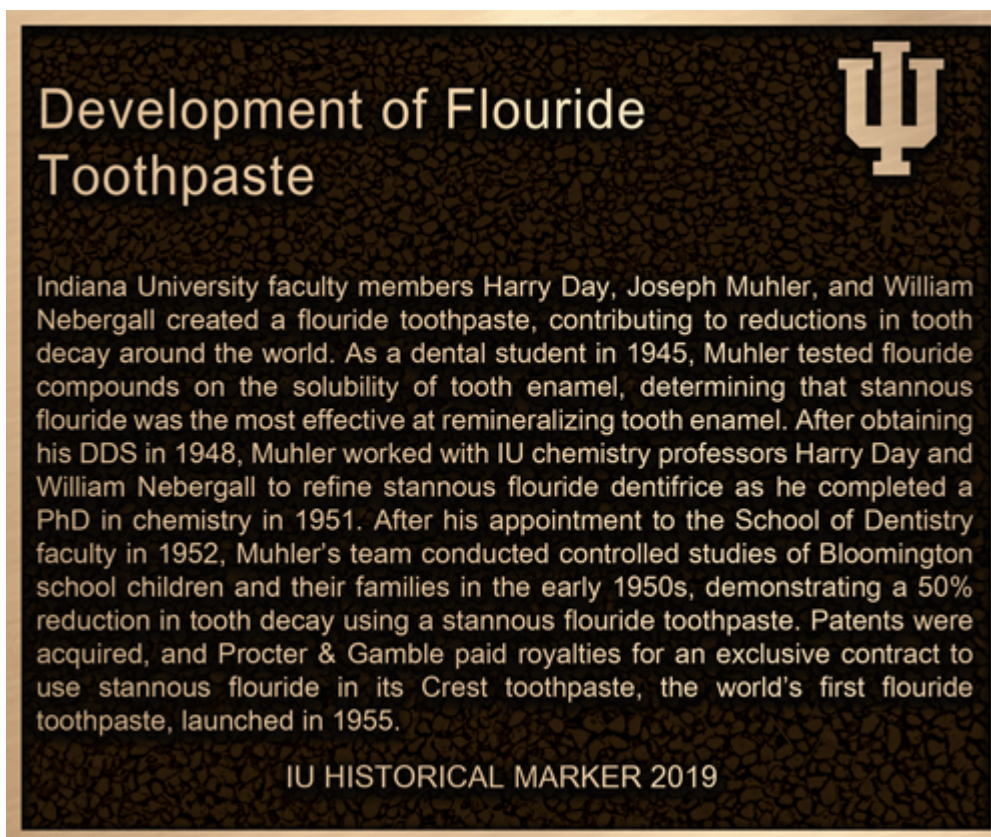 Development of Flouride
Toothpaste
Indiana University faculty members Harry Day, Joseph Muhler, and William
Nebergall created a flouride toothpaste, contributing to reductions in tooth
decay around the world. As a dental student in 1945, Muhler tested flouride
compounds on the solubility of tooth enamel, determining that stannous
flouride was the most effective at remineralizing tooth enamel. After obtaining
his DDS in 1948, Muhler worked with IU chemistry professors Harry Day and
William Nebergall to refine stannous flouride dentifrice as he completed a
PhD in chemistry in 1951. After his appointment to the School of Dentistry
faculty in 1952, Muhler's team conducted controlled studies of Bloomington
school children and their families in the early 1950s, demonstrating a 50%
reduction in tooth decay using a stannous flouride toothpaste. Patents were
acquired, and Procter & Gamble paid royalties for an exclusive contract to
use stannous flouride in its Crest toothpaste, the world's first flouride
toothpaste, launched in 1955.
IU HISTORICAL MARKER 2019